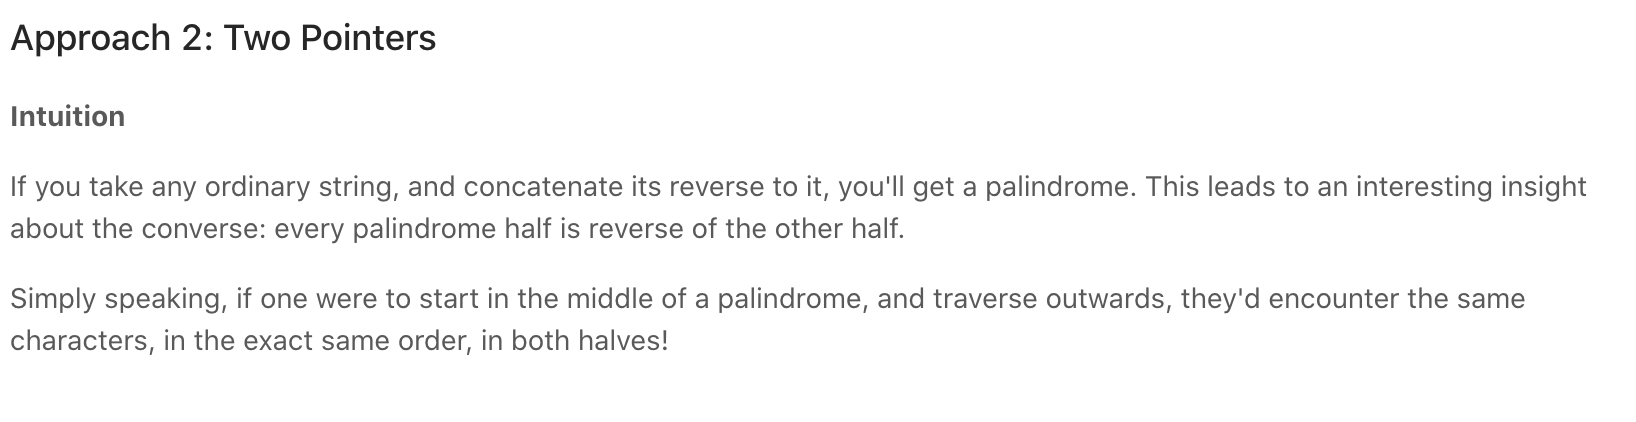 Approach 2: Two Pointers
Intuition
If you take any ordinary string, and concatenate its reverse to it, you'll get a palindrome. This leads to an interesting insight
about the converse: every palindrome half is reverse of the other half.
Simply speaking, if one were to start in the middle of a palindrome, and traverse outwards, they'd encounter the same
characters, in the exact same order, in both halves!